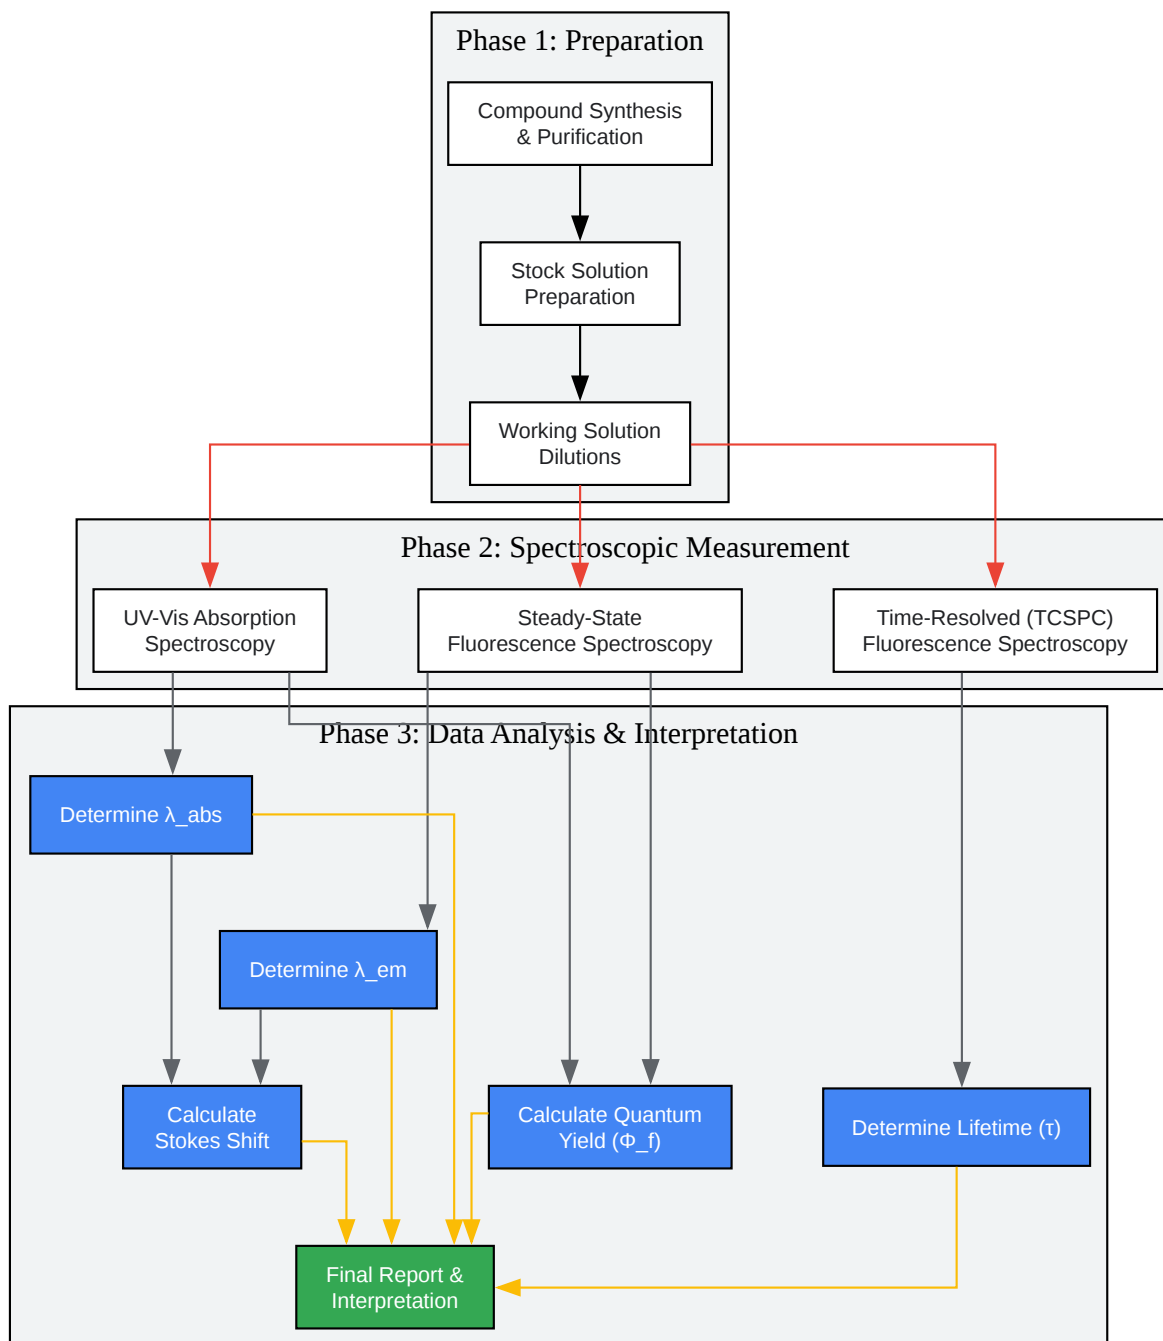 Phase 1: Preparation
Compound Synthesis
& Purification
Stock Solution
Preparation
Working Solution
Dilutions
Phase 2: Spectroscopic Measurement
UV-Vis Absorption
Spectroscopy
Steady-State
Fluorescence Spectroscopy
Time-Resolved (TCSPC)
Fluorescence Spectroscopy
Phase 3: Data Analysis & Interpretation
Determine λ_abs
Determine λ_em
Calculate
Stokes Shift
Calculate Quantum
Yield (Φ_f)
Determine Lifetime (τ)
Final Report &
Interpretation